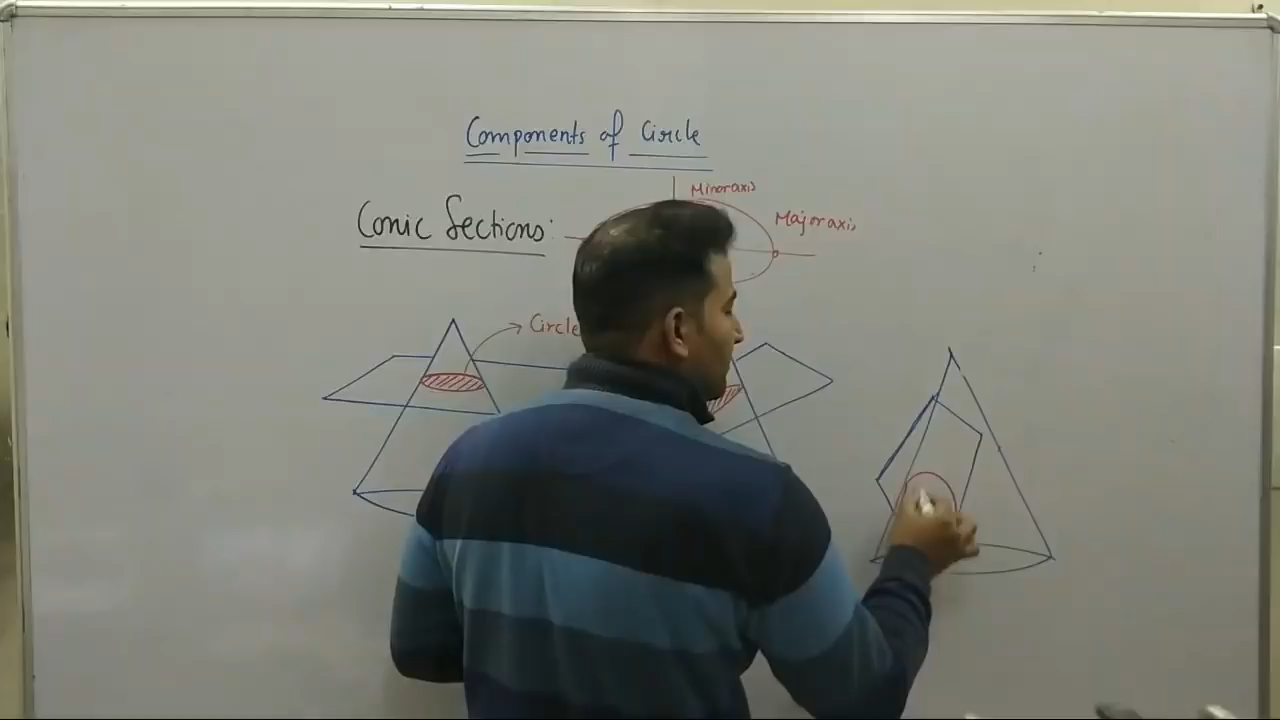 Components of Circle
Minor axis
Major axis
Conic Sections:
Circle